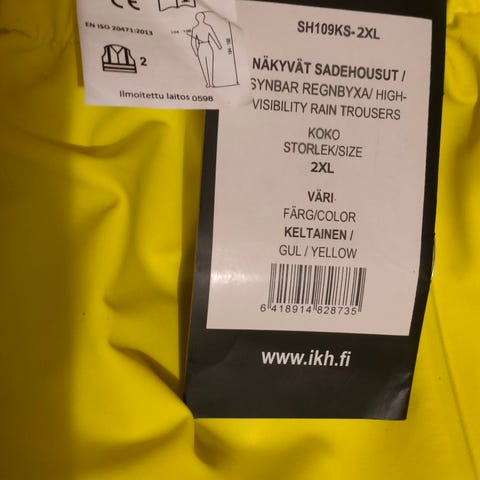 CE
EN ISO 20471:2013
2
Ilmoitettu laitos 0598
SH109KS-2XL
NÄKYVÄT SADEHOUSUT /
SYNBAR REGNBYXA/ HIGH-
VISIBILITY RAIN TROUSERS
KOKO
STORLEK/SIZE
2XL
VÄRI
FÄRG/COLOR
KELTAINEN /
GUL / YELLOW
6 418914 828735
www.ikh.fi